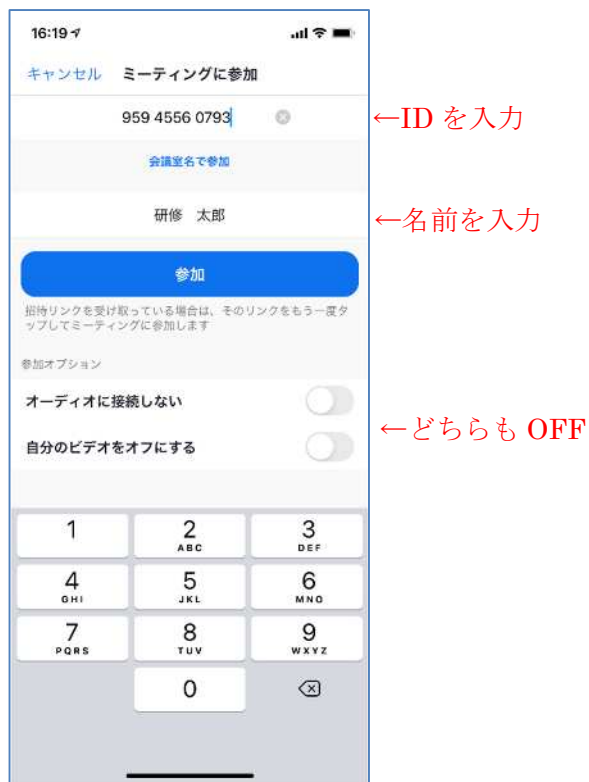 16:19
キャンセル ミーティングに参加
959 4556 0793 ←ID を入力
会議室名で参加
研修 太郎 ←名前を入力
参加
招待リンクを受け取っている場合は、そのリンクをもう一度タ
ップしてミーティングに参加します
参加オプション
オーディオに接続しない
←どちらも OFF
自分のビデオをオフにする
1 2 3
ABC DEF
4 5 6
GHI JKL MNO
7 8 9
PQRS TUV WXYZ
0